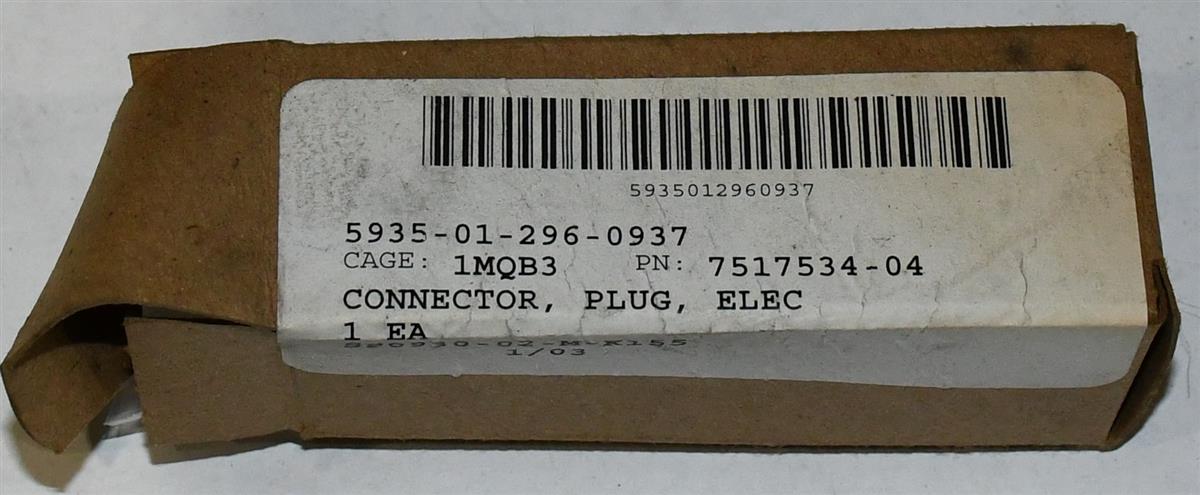 5935012960937
5935-01-296-0937
CAGE: 1MQB3 PN: 7517534-04
CONNECTOR, PLUG, ELEC
1 EA
1/03